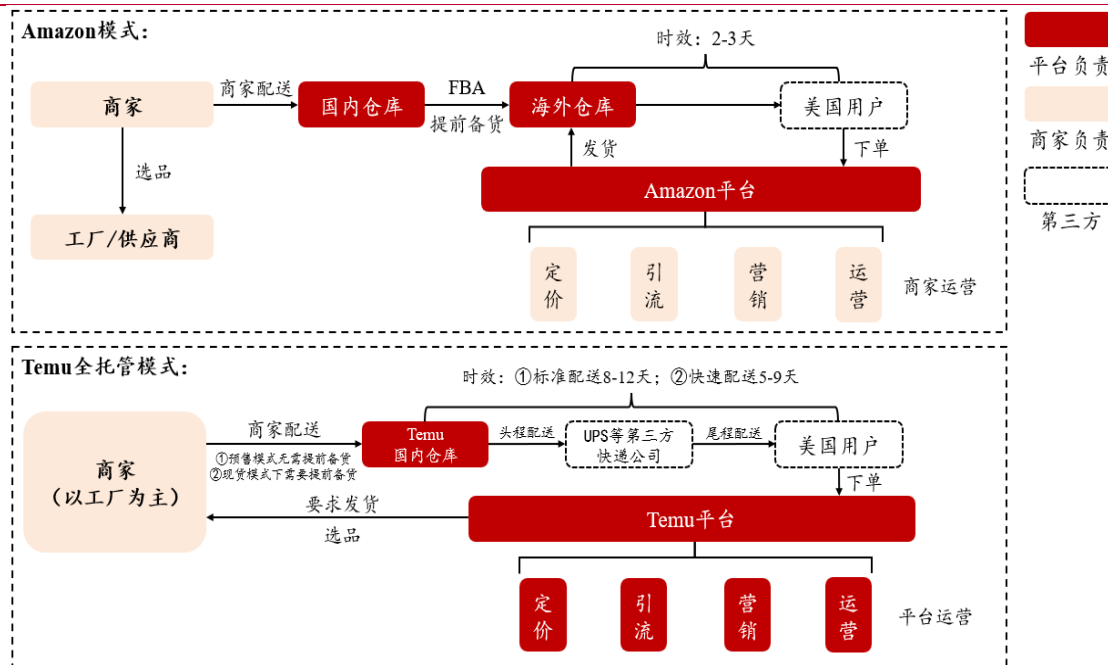 Amazon模式：
时效：2-3天
平台负责
商家
商家配送
国内仓库
FBA
提前备货
海外仓库
美国用户
商家负责
选品
发货
下单
Amazon平台
第三方
工厂/供应商
定价
引流
营销
运营
商家运营
Temu全托管模式：
时效：①标准配送8-12天；②快速配送5-9天
商家
（以工厂为主）
商家配送
①预售模式无需提前备货
②现货模式下需要提前备货
Temu
国内仓库
头程配送
UPS等第三方
快递公司
尾程配送
美国用户
下单
要求发货
选品
Temu平台
定价
引流
营销
运营
平台运营